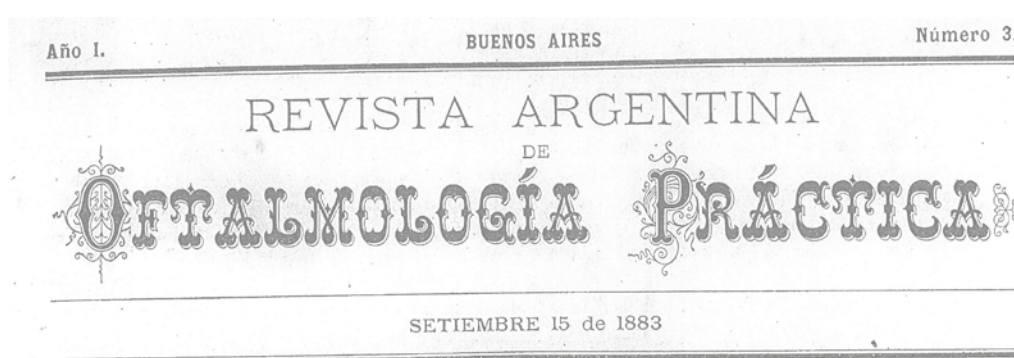 Año I.
BUENOS AIRES
Número 3.
REVISTA ARGENTINA
DE
OFTALMOLOGÍA PRÁCTICA
SETIEMBRE 15 de 1883